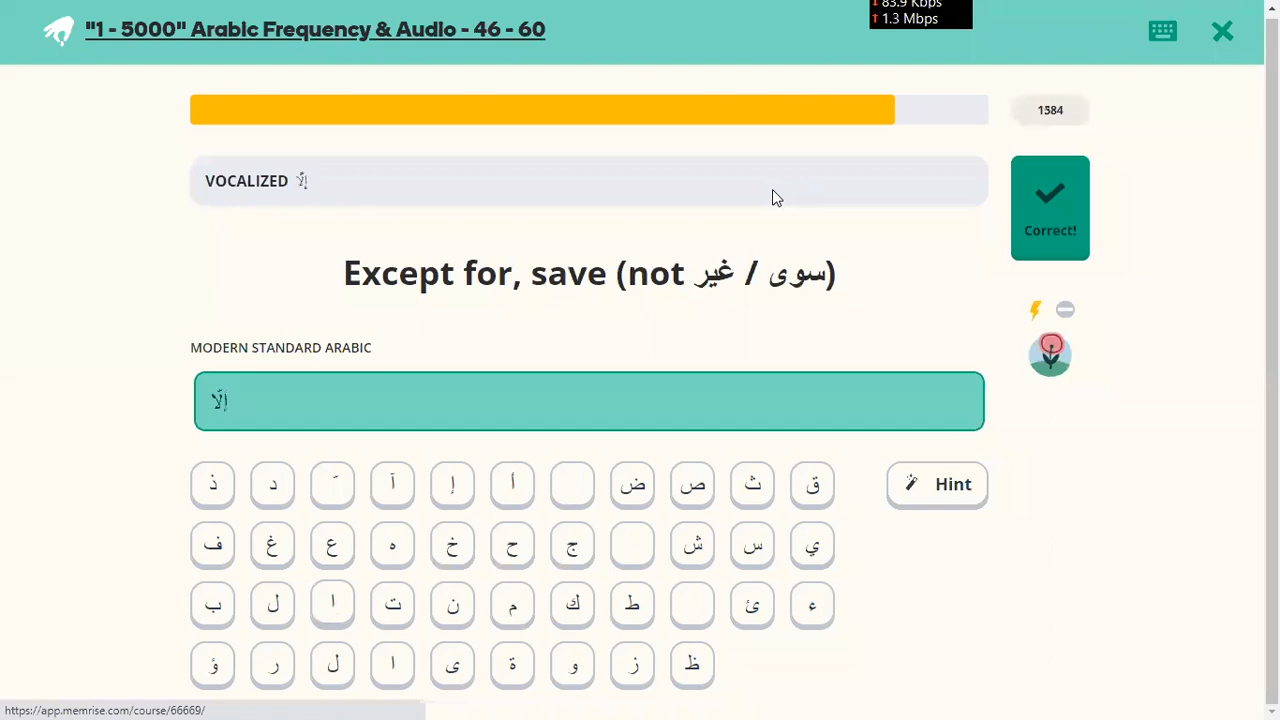 ↓ 83.9 Kbps
↑ 1.3 Mbps
"1 - 5000" Arabic Frequency & Audio - 46 - 60
1584
VOCALIZED إِلَّا
Correct!
Except for, save (not سوى / غير)
MODERN STANDARD ARABIC
إلَّا
ذ د َ آ إ أ ض ص ث ق
Hint
ف غ ع ه خ ح ج ش س ي
ب ل ا ت ن م ك ط ئ ء
ؤ ر ل ا ى ة و ز ظ
https://app.memrise.com/course/66669/